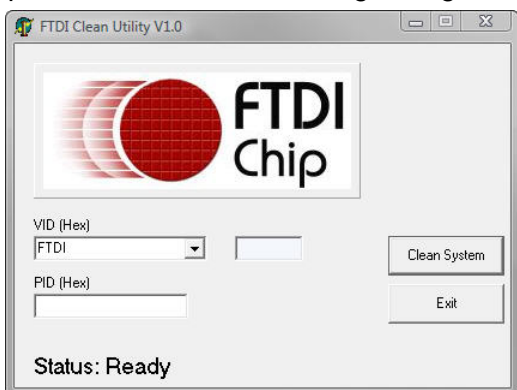 FTDI Clean Utility V1.0
FTDI
Chip
VID (Hex)
FTDI
Clean System
PID (Hex)
Exit
Status: Ready